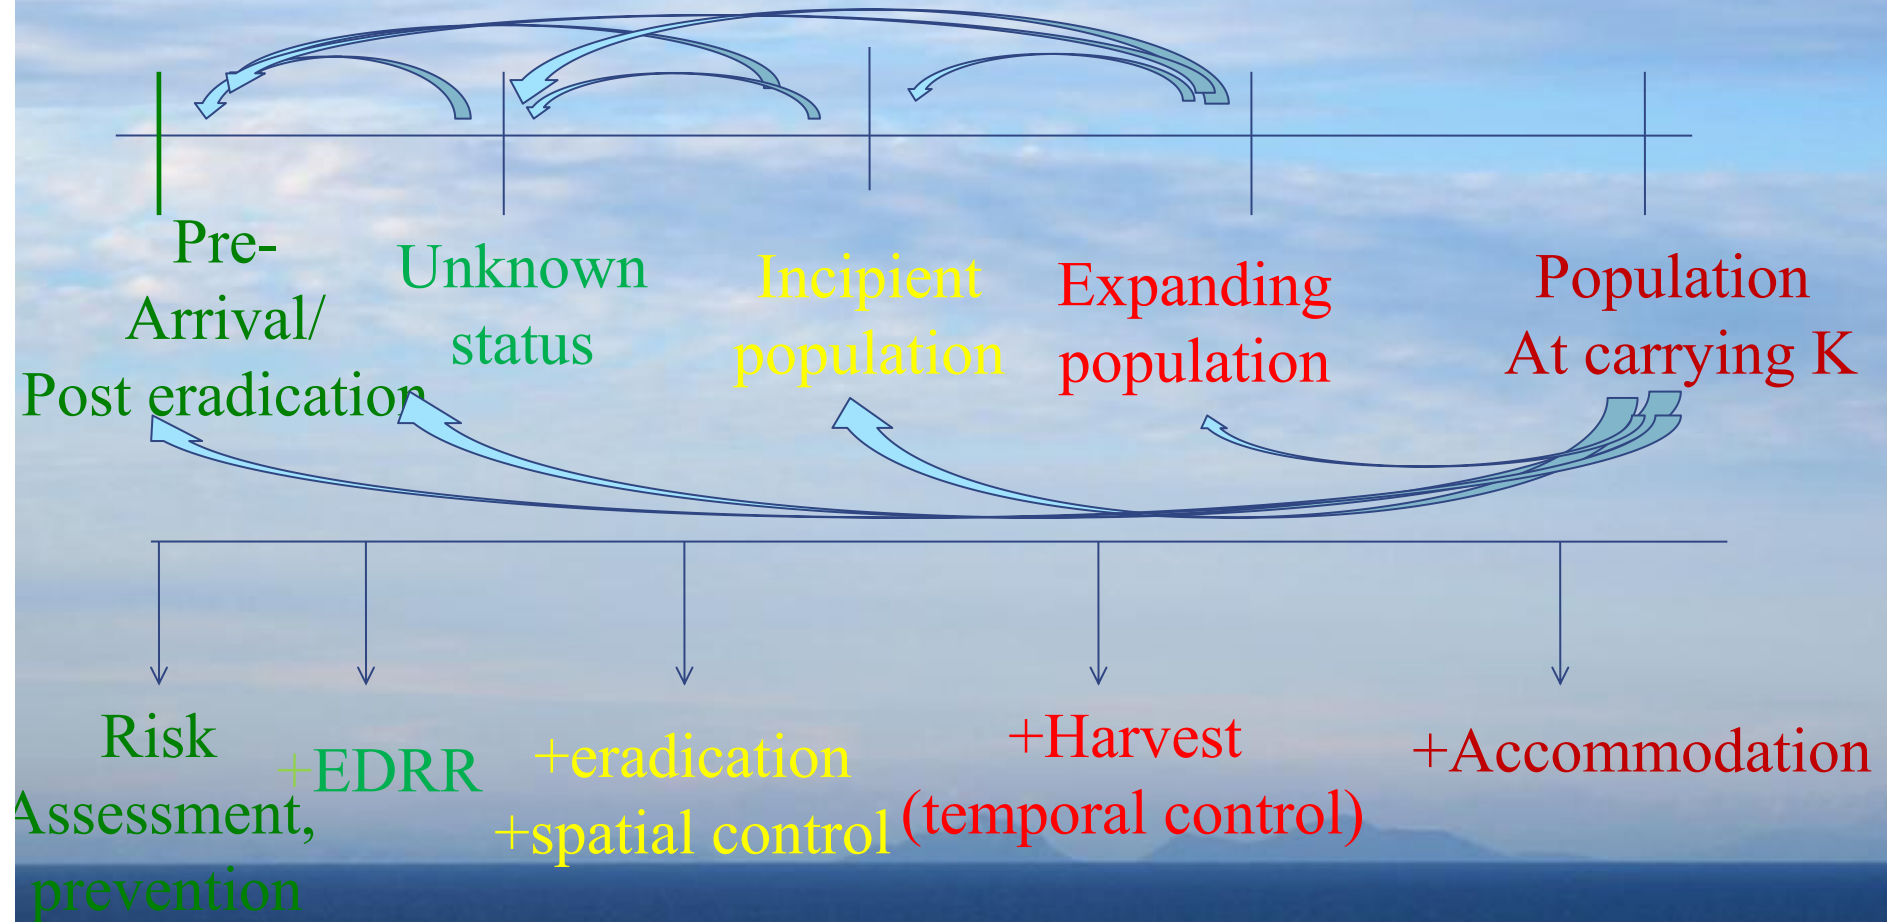 Pre-
Arrival/
Post eradication
Unknown
status
Incipient
population
Expanding
population
Population
At carrying K
Risk
Assessment,
prevention
+EDRR
+eradication
+spatial control
+Harvest
(temporal control)
+Accommodation